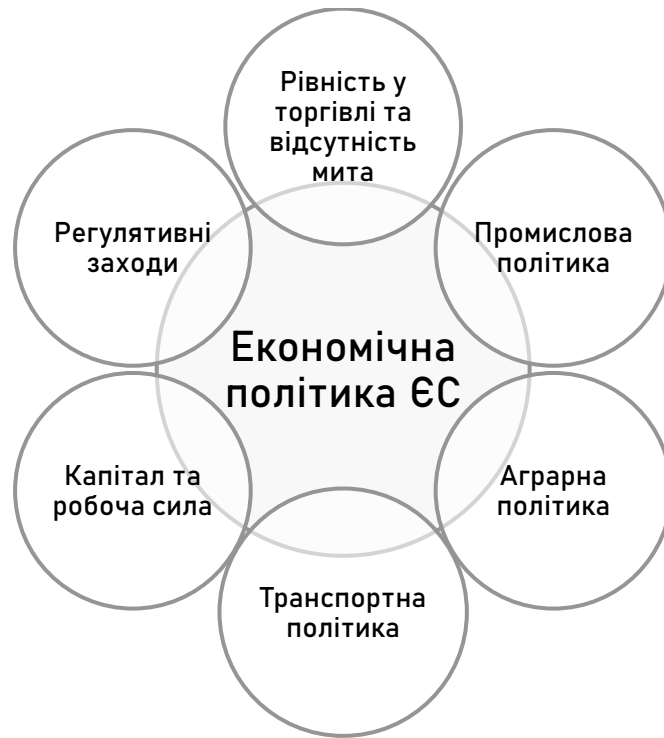 Рівність у
торгівлі та
відсутність
мита
Промислова
політика
Аграрна
політика
Транспортна
політика
Капітал та
робоча сила
Регулятивні
заходи
Економічна
політика ЄС